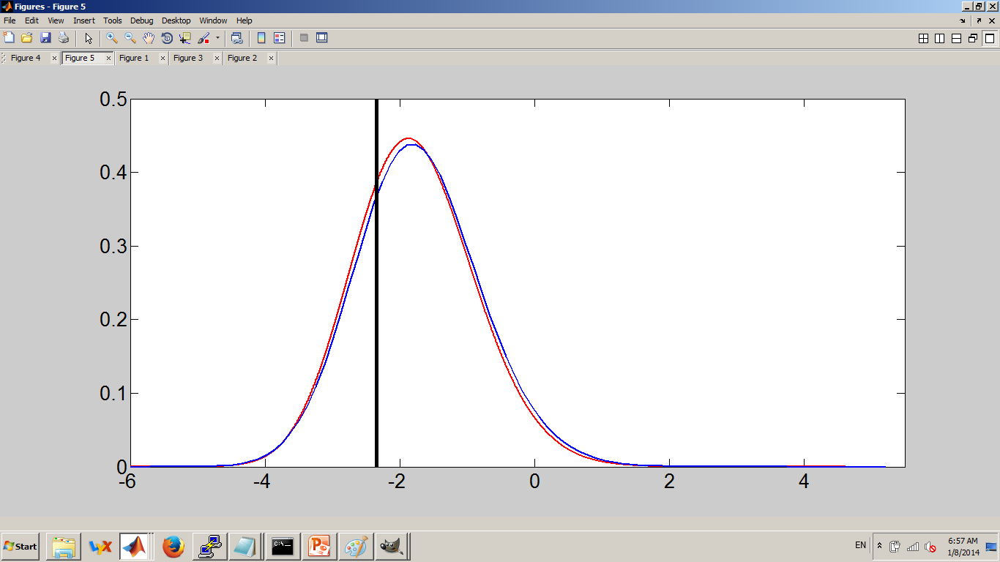 Figures - Figure 5
File Edit View Insert Tools Debug Desktop Window Help
Figure 4 Figure 5 Figure 1 Figure 3 Figure 2
0.5
0.4
0.3
0.2
0.1
0
-6 -4 -2 0 2 4
Start
C:\
EN
6:57 AM
1/8/2014